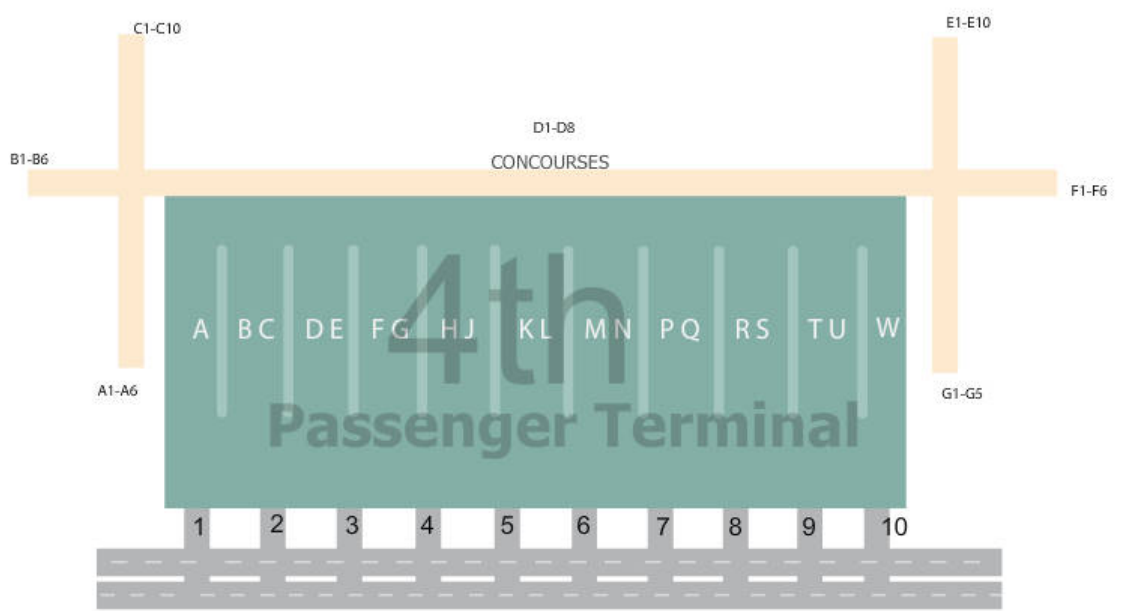 C1-C10
E1-E10
D1-D8
B1-B6
CONCOURSES
F1-F6
4th
A BC DE FG HJ KL MN PQ RS TU W
A1-A6
G1-G5
Passenger Terminal
1 2 3 4 5 6 7 8 9 10